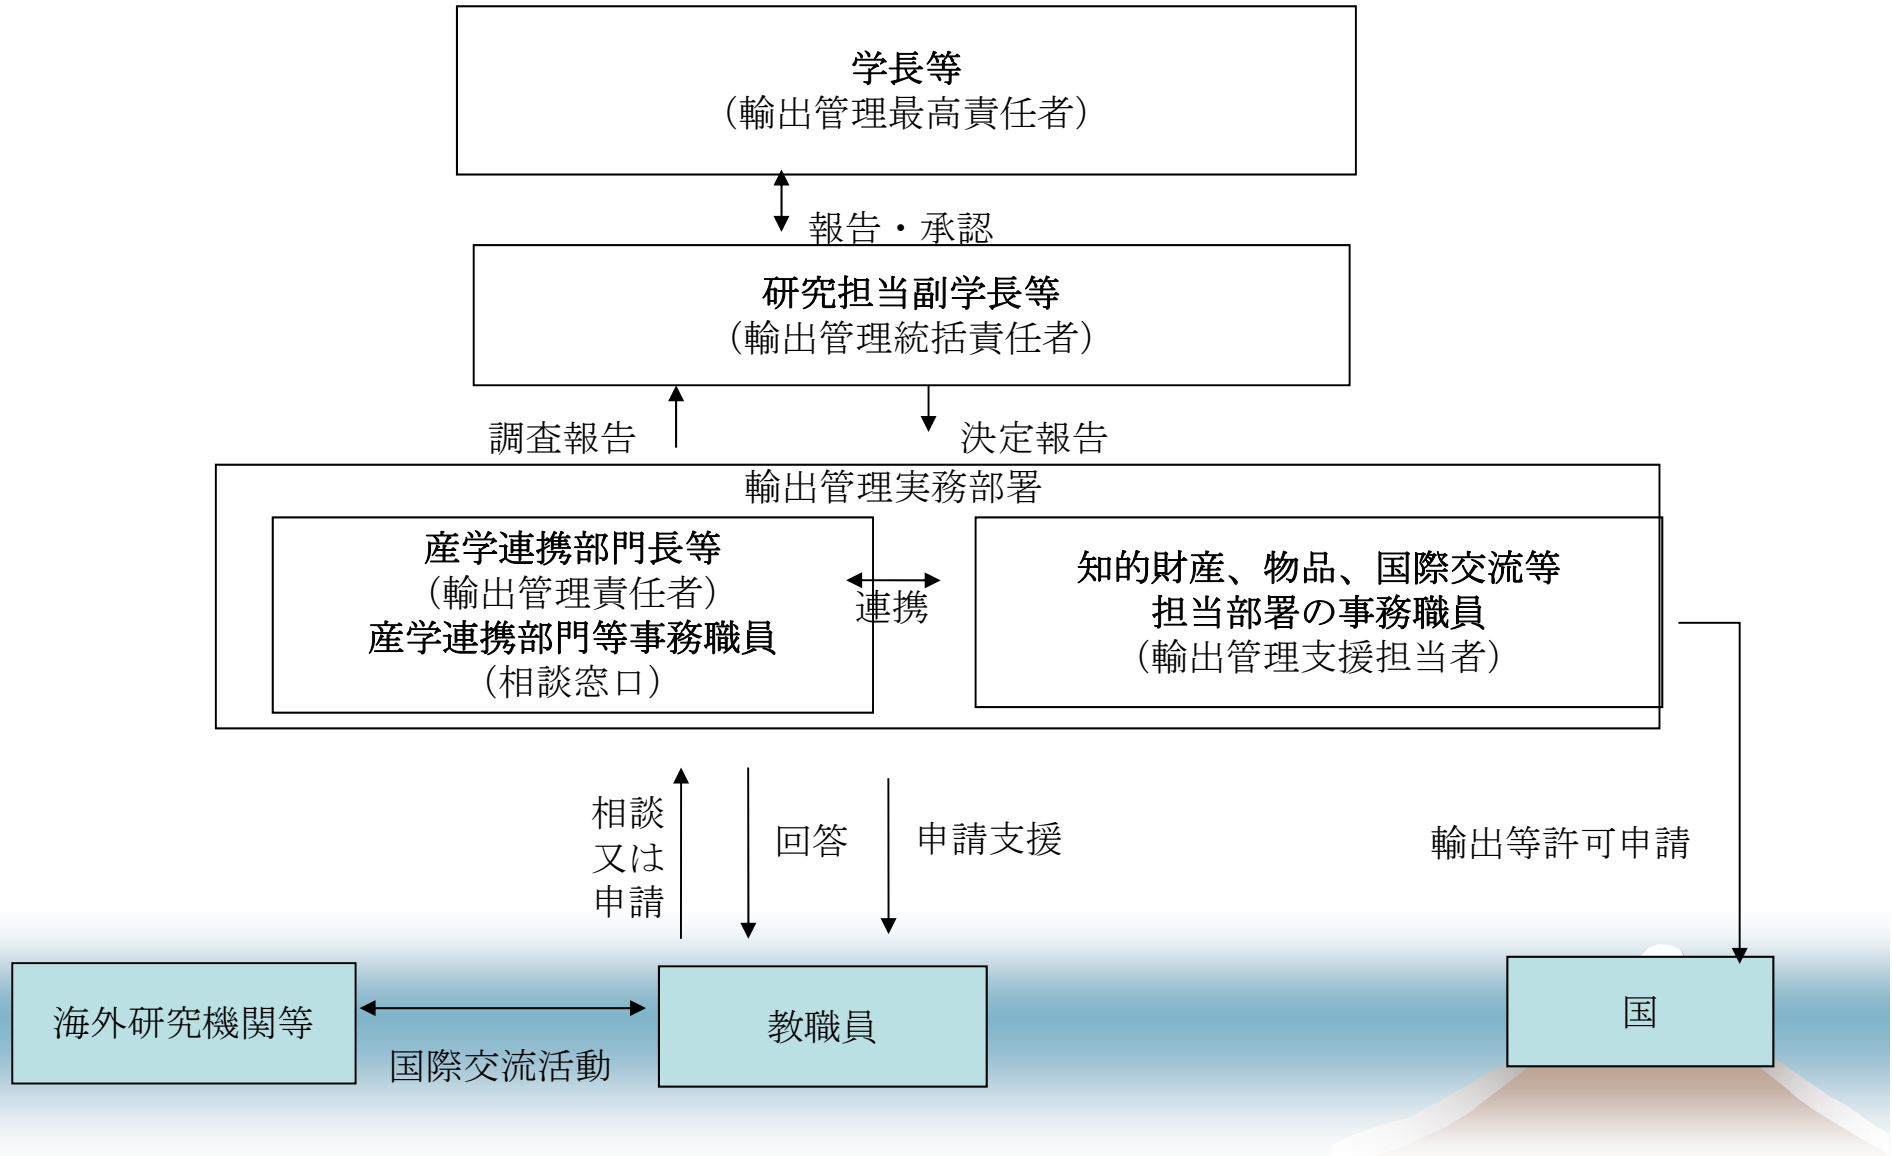 学長等
（輸出管理最高責任者）
報告・承認
研究担当副学長等
（輸出管理統括責任者）
調査報告
決定報告
輸出管理実務部署
産学連携部門長等
（輸出管理責任者）
産学連携部門等事務職員
（相談窓口）
連携
知的財産、物品、国際交流等
担当部署の事務職員
（輸出管理支援担当者）
相談
又は
申請
回答
申請支援
輸出等許可申請
海外研究機関等
国際交流活動
教職員
国